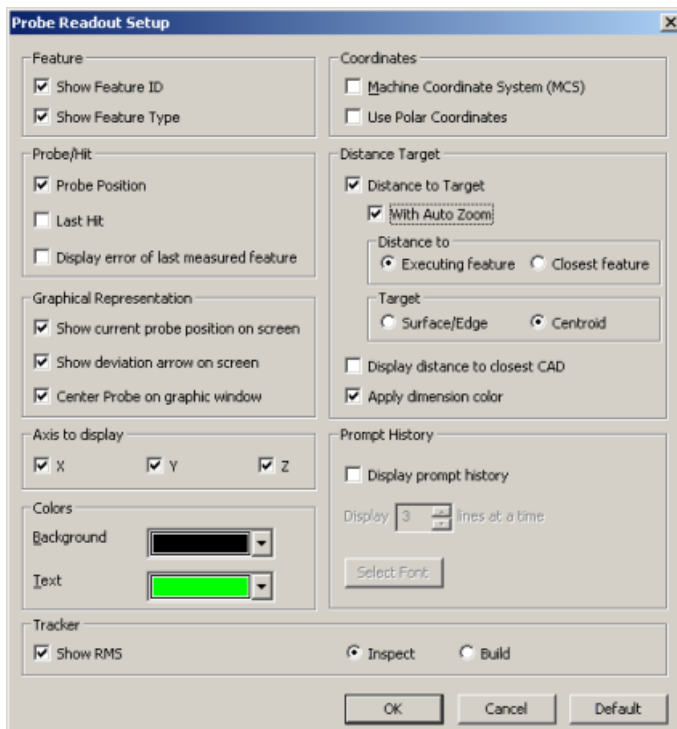 Probe Readout Setup
Feature
Show Feature ID
Show Feature Type
Coordinates
Machine Coordinate System (MCS)
Use Polar Coordinates
Probe/Hit
Probe Position
Last Hit
Display error of last measured feature
Distance Target
Distance to Target
With Auto Zoom
Distance to
Executing feature Closest feature
Target
Surface/Edge Centroid
Display distance to closest CAD
Apply dimension color
Graphical Representation
Show current probe position on screen
Show deviation arrow on screen
Center Probe on graphic window
Axis to display
X Y Z
Prompt History
Display prompt history
Display 3 lines at a time
Select Font
Colors
Background
Text
Tracker
Show RMS Inspect Build
OK Cancel Default